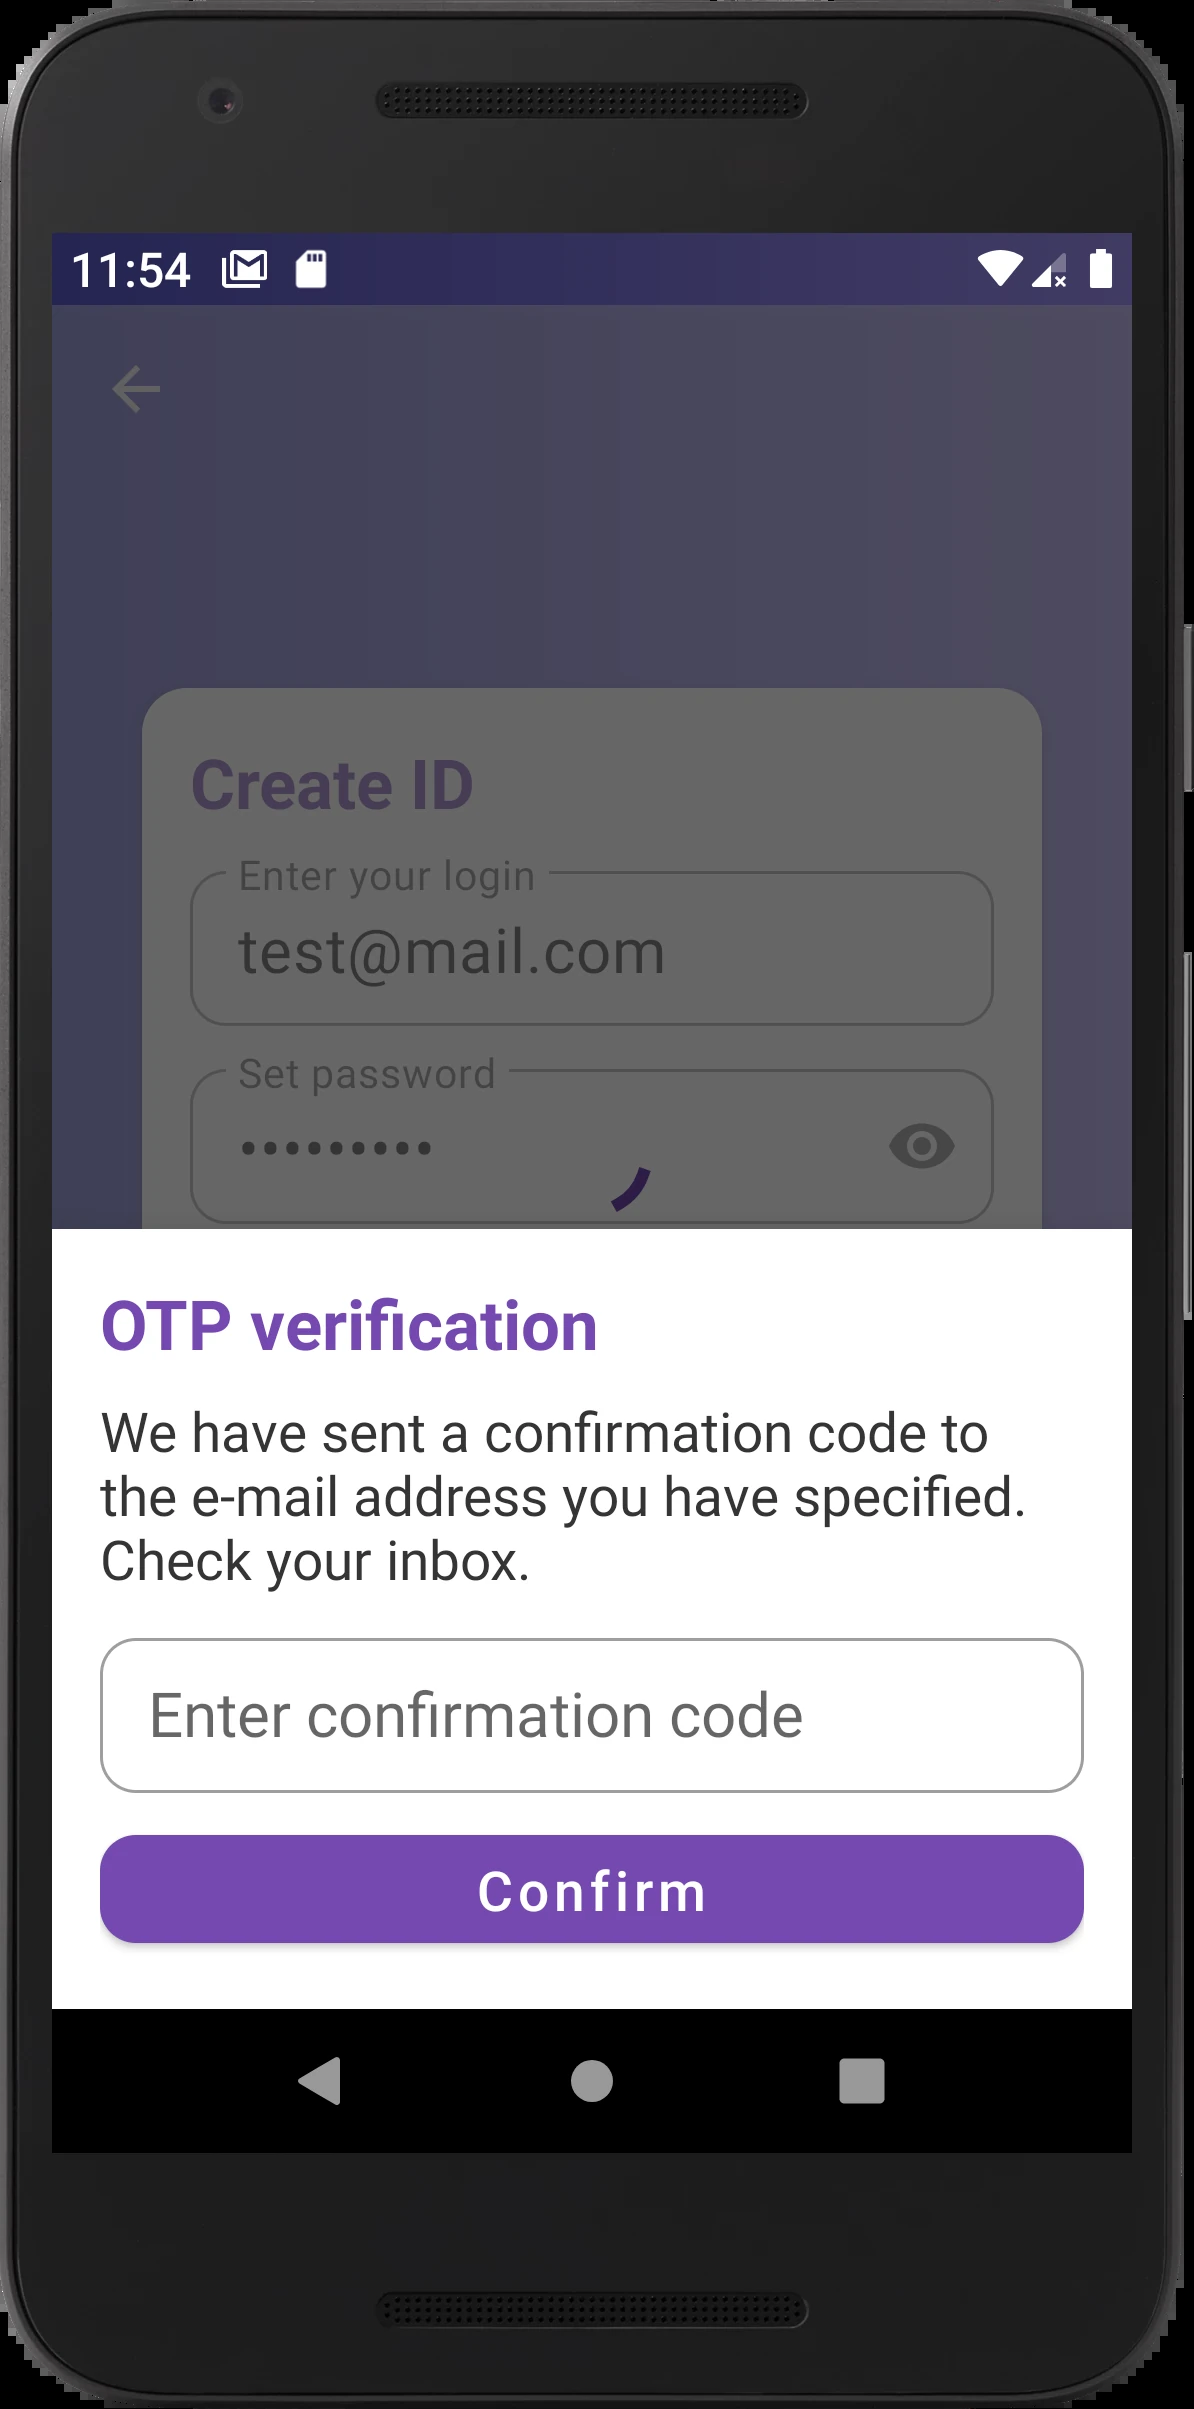 11:54
Create ID
Enter your login
test@mail.com
Set password
•••••••••
OTP verification
We have sent a confirmation code to
the e-mail address you have specified.
Check your inbox.
Enter confirmation code
Confirm